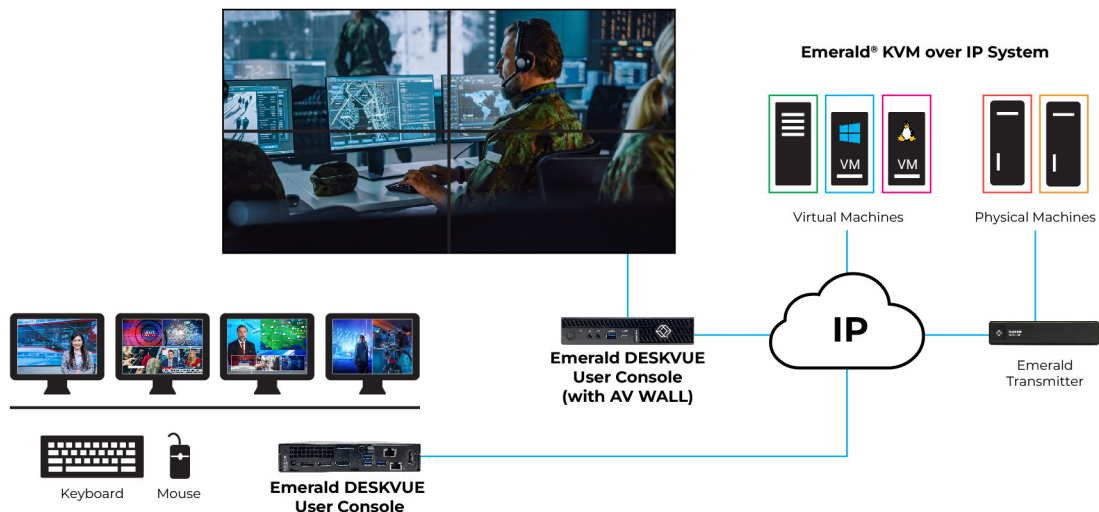 Emerald® KVM over IP System
VM
VM
Virtual Machines
Physical Machines
IP
Emerald DESKVUE
User Console
(with AV WALL)
Emerald
Transmitter
Keyboard
Mouse
Emerald DESKVUE
User Console